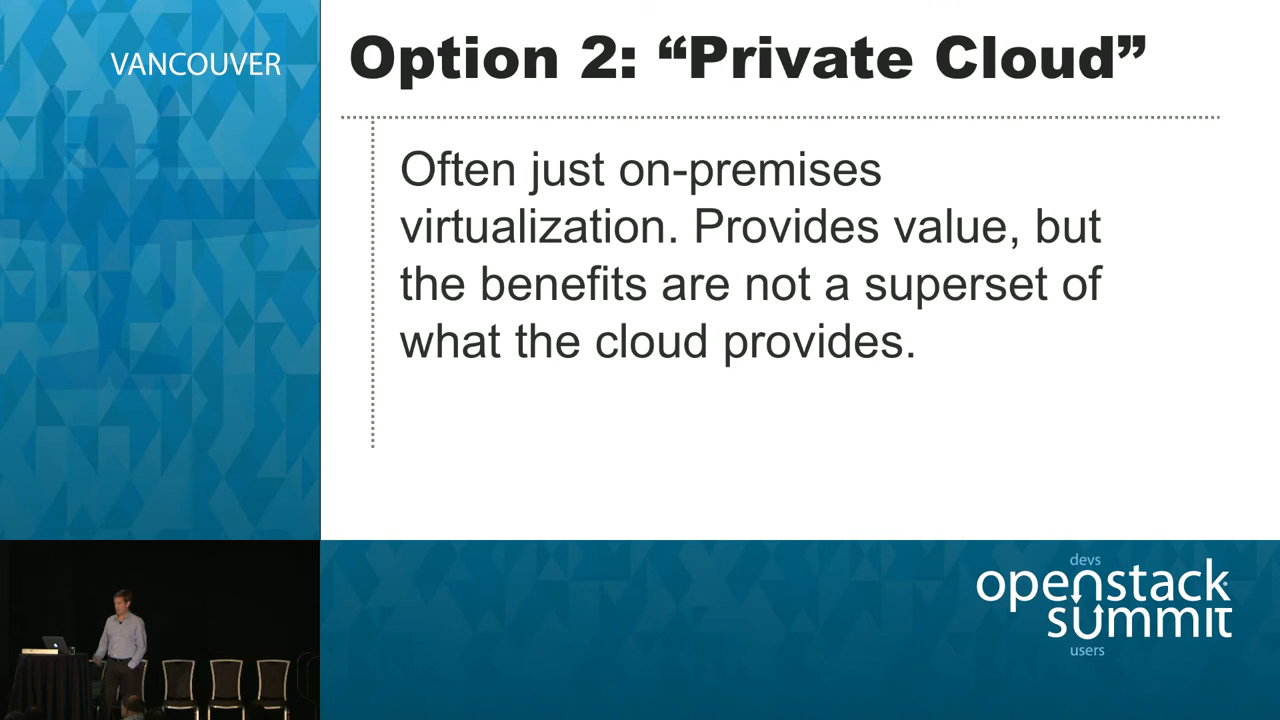 VANCOUVER
Option 2: “Private Cloud”
Often just on-premises
virtualization. Provides value, but
the benefits are not a superset of
what the cloud provides.
devs
openstack
summit
users